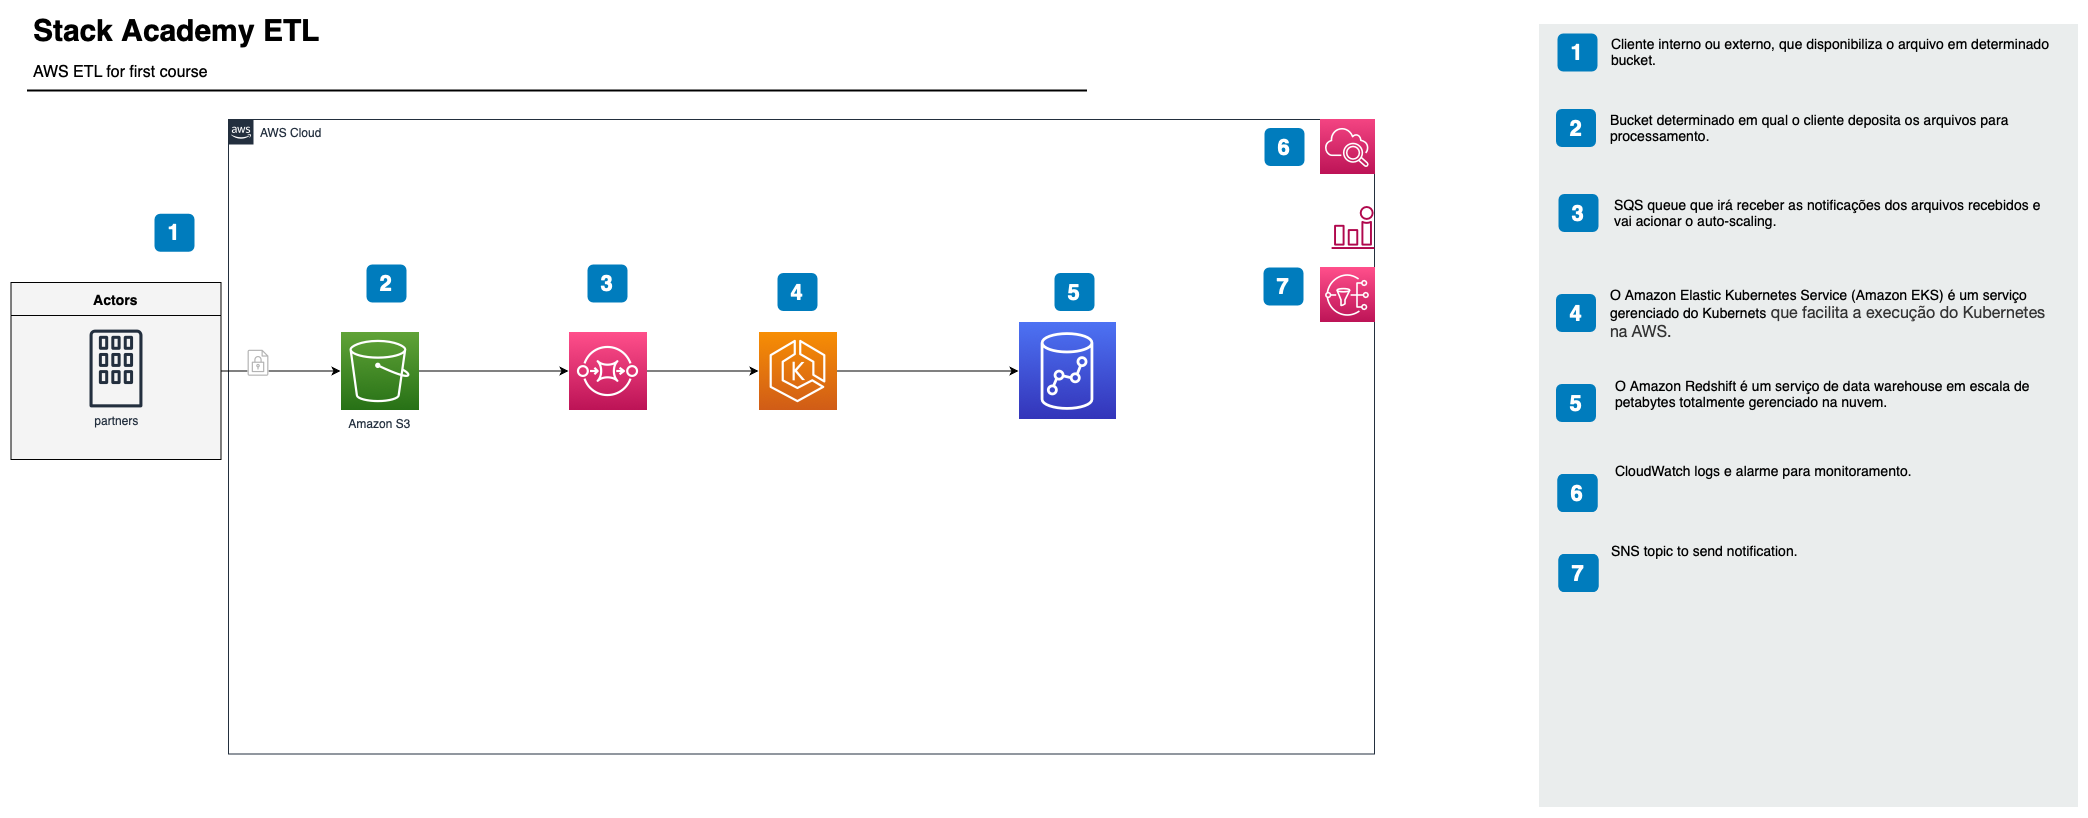 Stack Academy ETL
AWS ETL for first course
aws
AWS Cloud
6
1
2
3
4
5
7
Actors
partners
Amazon S3
K
1
Cliente interno ou externo, que disponibiliza o arquivo em determinado
bucket.
2
Bucket determinado em qual o cliente deposita os arquivos para
processamento.
3
SQS queue que irá receber as notificações dos arquivos recebidos e
vai acionar o auto-scaling.
4
O Amazon Elastic Kubernetes Service (Amazon EKS) é um serviço
gerenciado do Kubernets que facilita a execução do Kubernetes
na AWS.
5
O Amazon Redshift é um serviço de data warehouse em escala de
petabytes totalmente gerenciado na nuvem.
6
CloudWatch logs e alarme para monitoramento.
7
SNS topic to send notification.